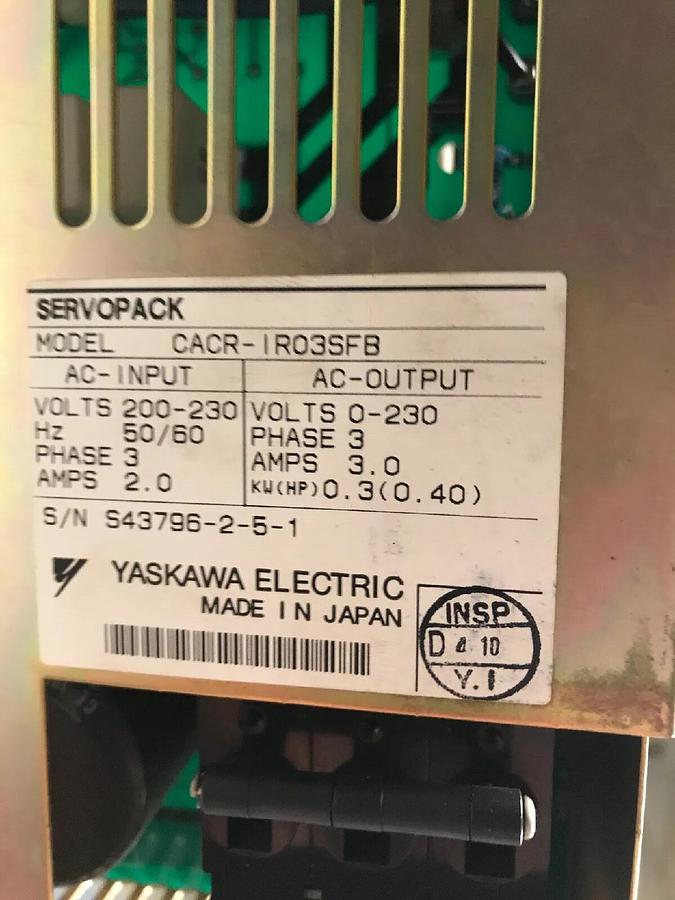 SERVOPACK
MODEL CACR-IR03SFB
AC-INPUT AC-OUTPUT
VOLTS 200-230 VOLTS 0-230
Hz 50/60 PHASE 3
PHASE 3 AMPS 3.0
AMPS 2.0 KW(HP)0.3(0.40)
S/N S43796-2-5-1
YASKAWA ELECTRIC
MADE IN JAPAN
INSP
D 4 10
Y.I